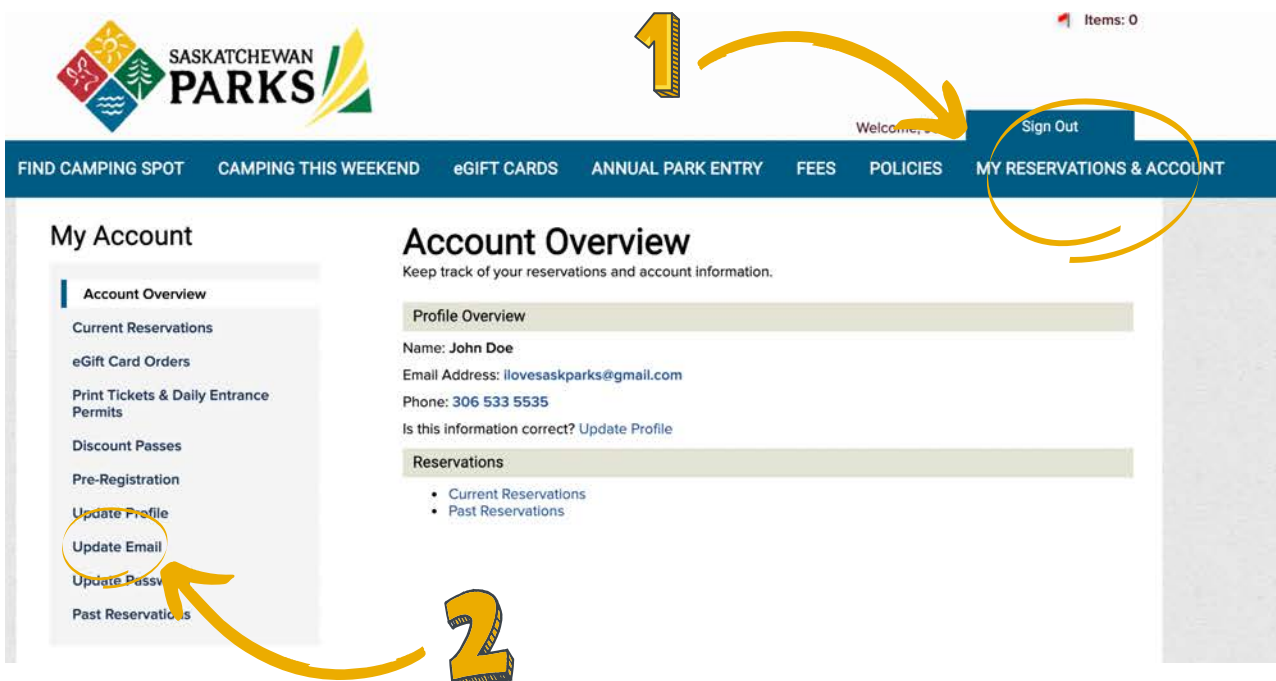 SASKATCHEWAN
PARKS
1
Items: 0
Welcome,
Sign Out
FIND CAMPING SPOT CAMPING THIS WEEKEND eGIFT CARDS ANNUAL PARK ENTRY FEES POLICIES MY RESERVATIONS & ACCOUNT
My Account
Account Overview
Current Reservations
eGift Card Orders
Print Tickets & Daily Entrance
Permits
Discount Passes
Pre-Registration
Update Profile
Update Email
Update
Past Reservations
Account Overview
Keep track of your reservations and account information.
Profile Overview
Name: John Doe
Email Address: ilovesaskparks@gmail.com
Phone: 306 533 5535
Is this information correct? Update Profile
Reservations
• Current Reservations
• Past Reservations
2